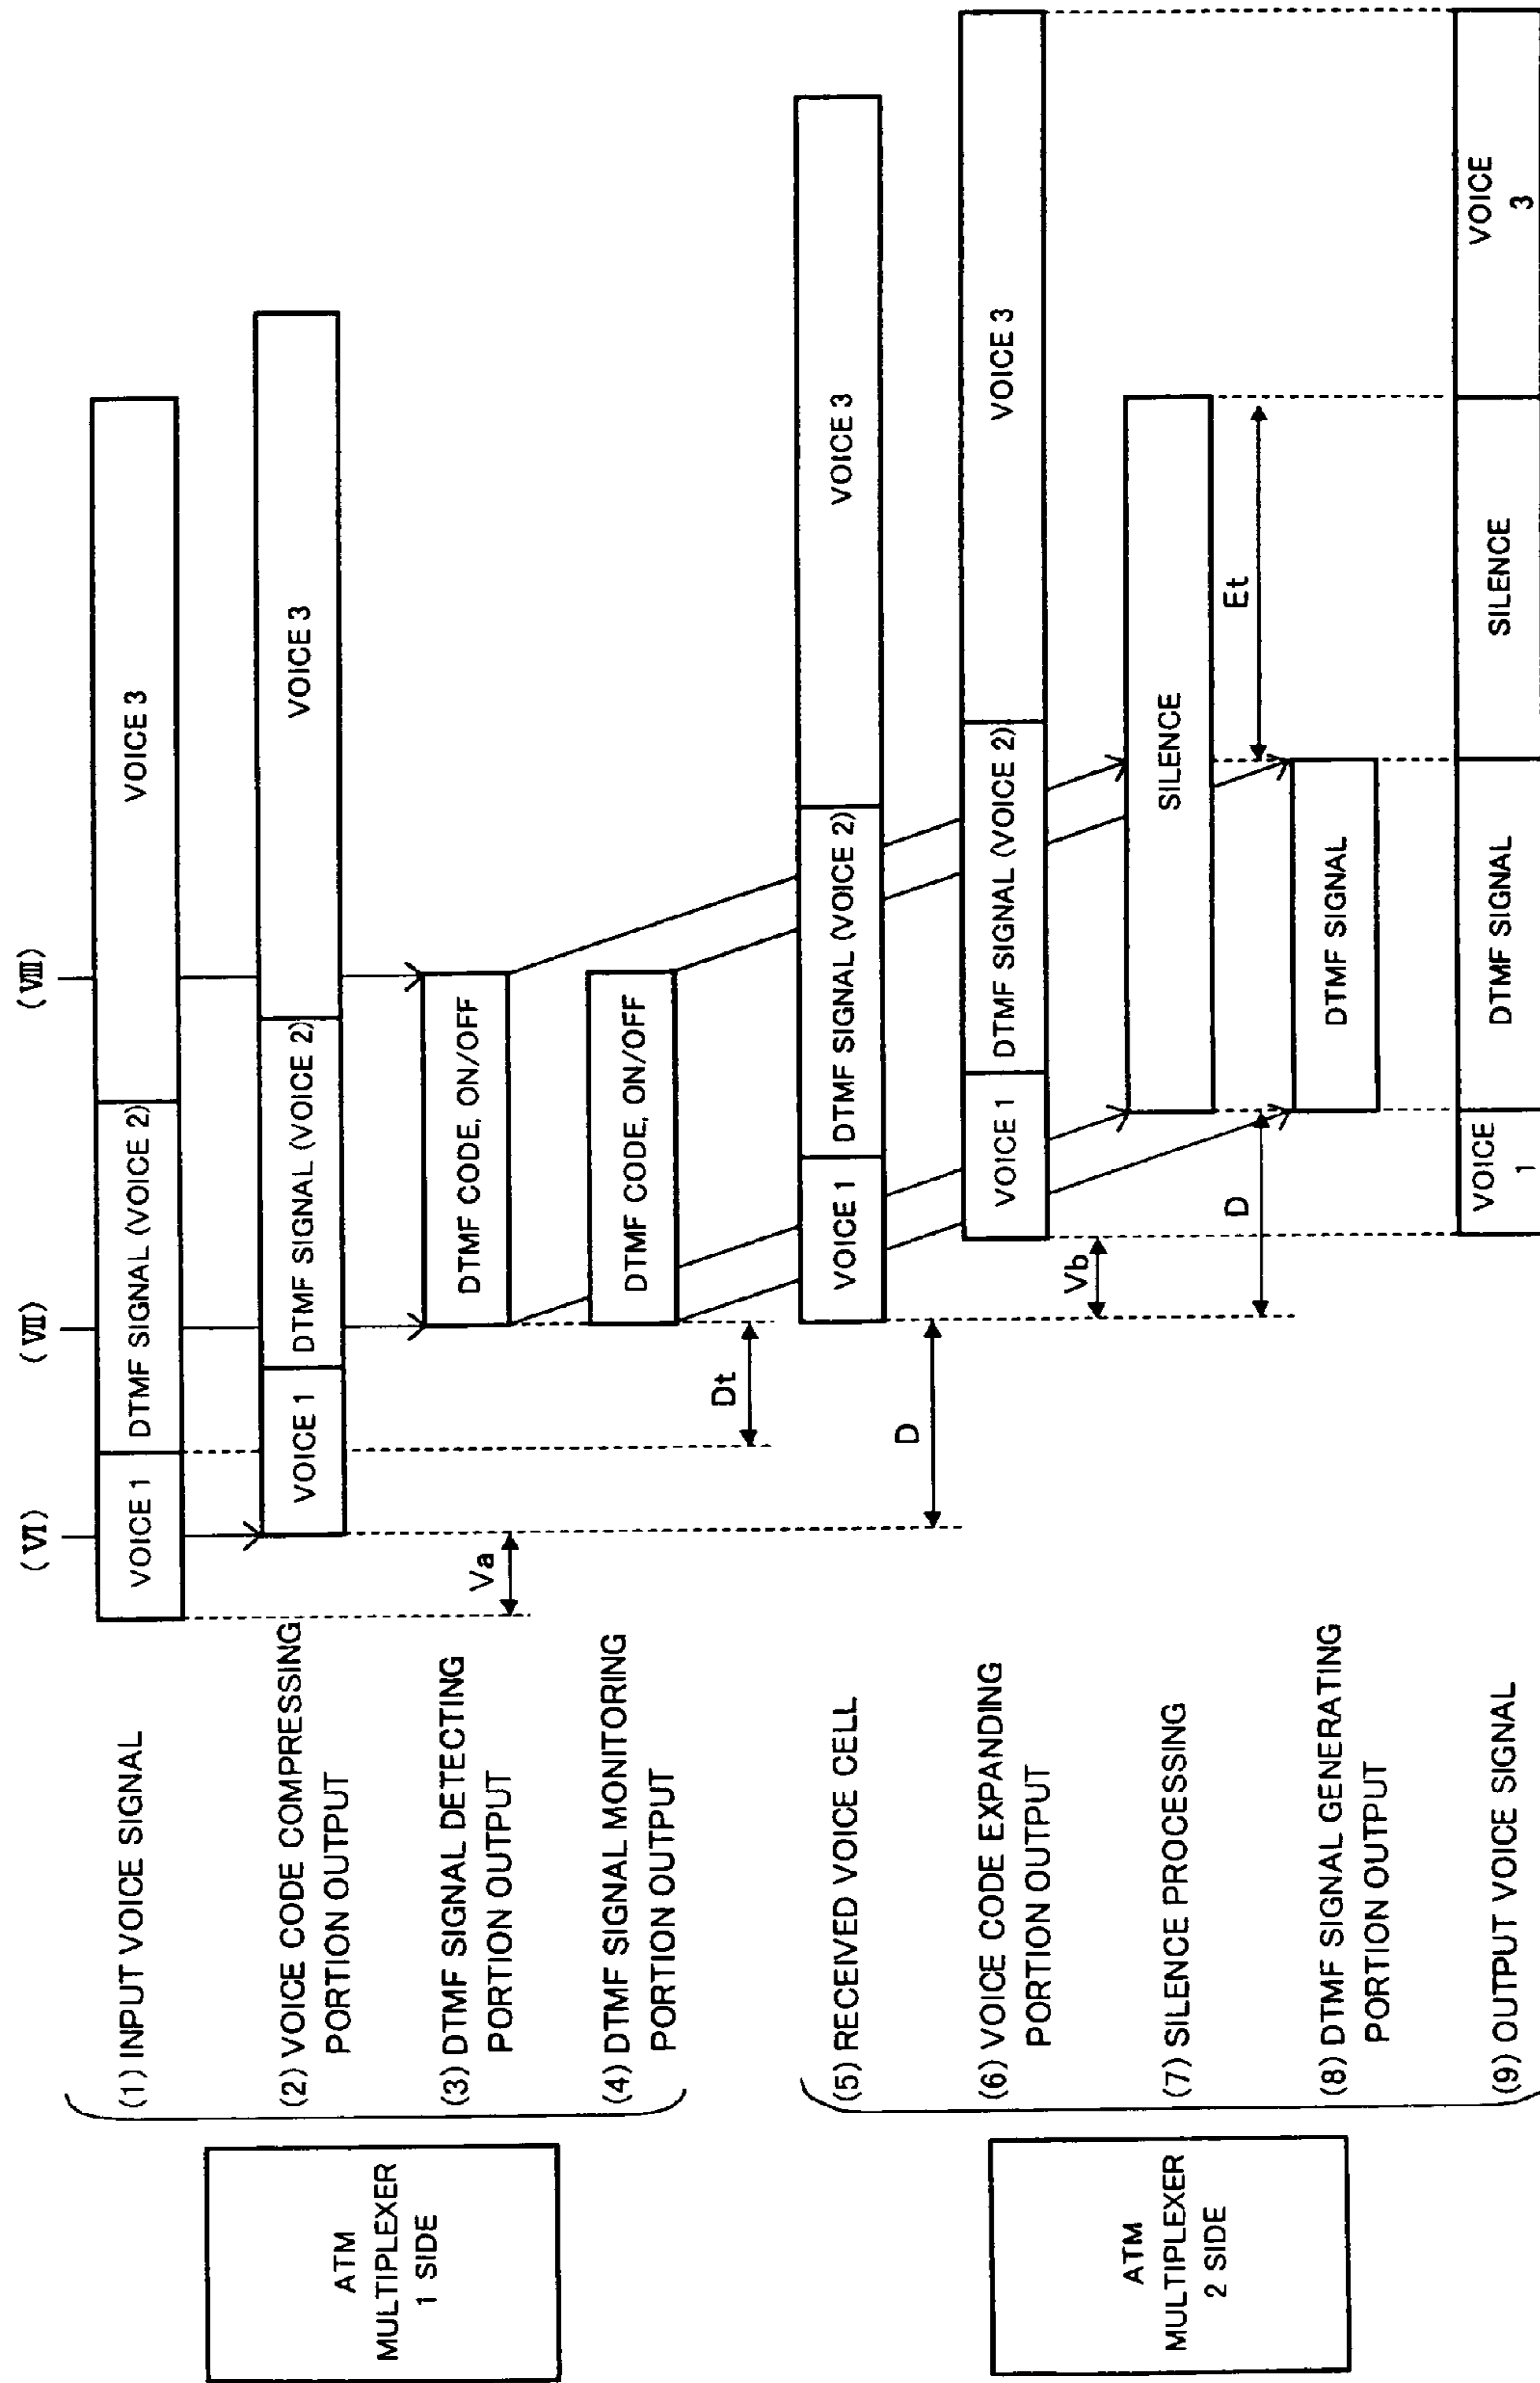 (VI)
(VII)
(VIII)
ATM
MULTIPLEXER
1 SIDE
(1) INPUT VOICE SIGNAL
VOICE 1
DTMF SIGNAL (VOICE 2)
VOICE 3
(2) VOICE CODE COMPRESSING
PORTION OUTPUT
VOICE 1
DTMF SIGNAL (VOICE 2)
VOICE 3
(3) DTMF SIGNAL DETECTING
PORTION OUTPUT
Va
DTMF CODE, ON/OFF
(4) DTMF SIGNAL MONITORING
PORTION OUTPUT
DTMF CODE, ON/OFF
Dt
ATM
MULTIPLEXER
2 SIDE
(5) RECEIVED VOICE CELL
VOICE 1
DTMF SIGNAL (VOICE 2)
VOICE 3
D
(6) VOICE CODE EXPANDING
PORTION OUTPUT
VOICE 1
DTMF SIGNAL (VOICE 2)
VOICE 3
Vb
(7) SILENCE PROCESSING
SILENCE
D
Et
(8) DTMF SIGNAL GENERATING
PORTION OUTPUT
DTMF SIGNAL
(9) OUTPUT VOICE SIGNAL
VOICE
1
DTMF SIGNAL
SILENCE
VOICE
3